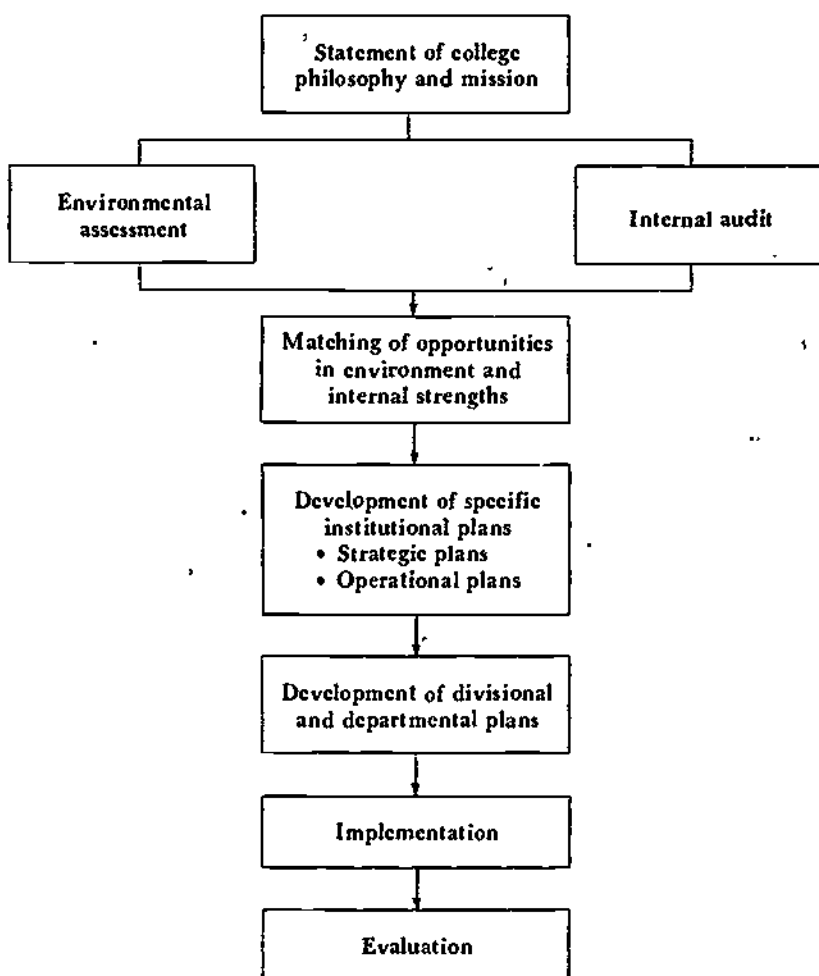 Statement of college
philosophy and mission
Environmental
assessment
Internal audit
Matching of opportunities
in environment and
internal strengths
Development of specific
institutional plans
• Strategic plans
• Operational plans
Development of divisional
and departmental plans
Implementation
Evaluation